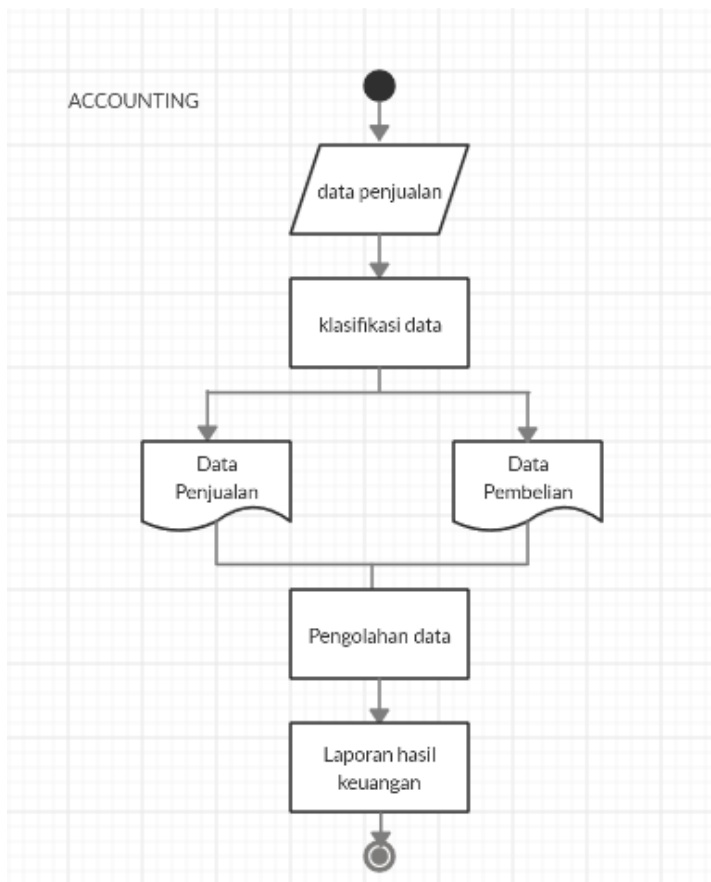 ACCOUNTING
data penjualan
klasifikasi data
Data
Penjualan
Data
Pembelian
Pengolahan data
Laporan hasil
keuangan